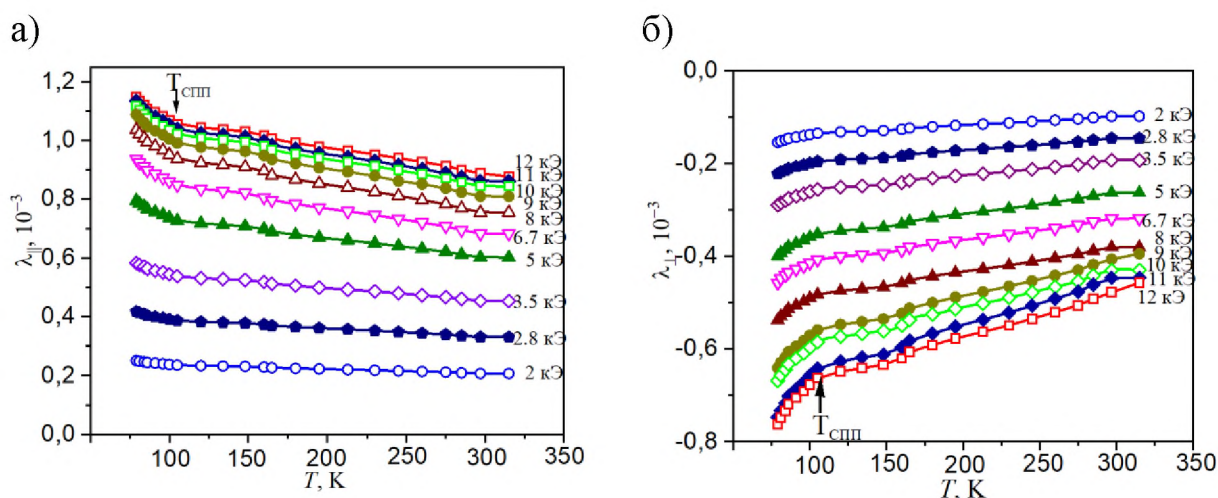 а)
1,2
1,0
0,8
0,6
0,4
0,2
0,0
λ||, 10⁻³
TСПП
12 кЭ
11 кЭ
10 кЭ
9 кЭ
8 кЭ
6.7 кЭ
5 кЭ
3.5 кЭ
2.8 кЭ
2 кЭ
100 150 200 250 300 350
T, K
б)
0,0
-0,2
-0,4
-0,6
-0,8
λ⊥, 10⁻³
2 кЭ
2.8 кЭ
3.5 кЭ
5 кЭ
6.7 кЭ
8 кЭ
9 кЭ
10 кЭ
11 кЭ
12 кЭ
TСПП
100 150 200 250 300 350
T, K